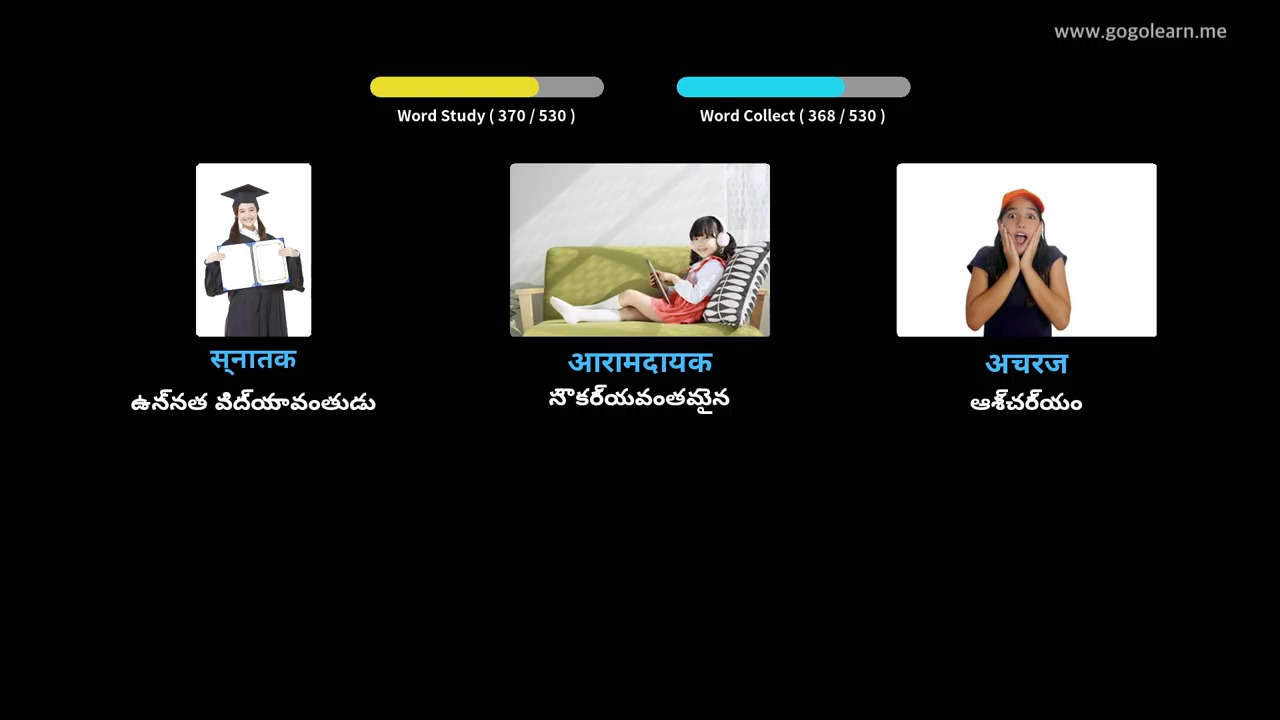 www.gogolearn.me
Word Study ( 370 / 530 )
Word Collect ( 368 / 530 )
स्नातक
ఉన్నత విద్యావంతుడు
आरामदायक
సౌకర్యవంతమైన
अचरज
ఆశ్చర్యం